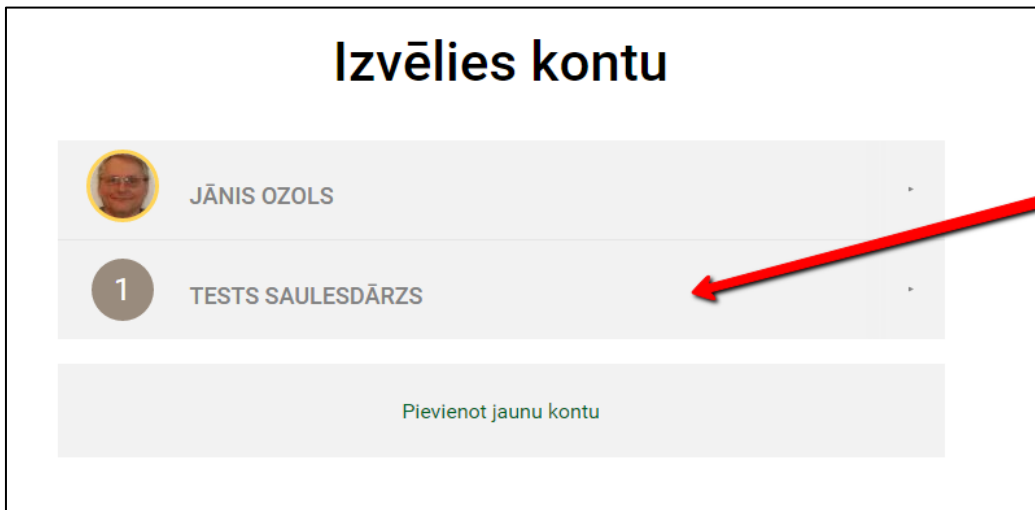 Izvēlies kontu
JĀNIS OZOLS
1 TESTS SAULESDĀRZS
Pievienot jaunu kontu